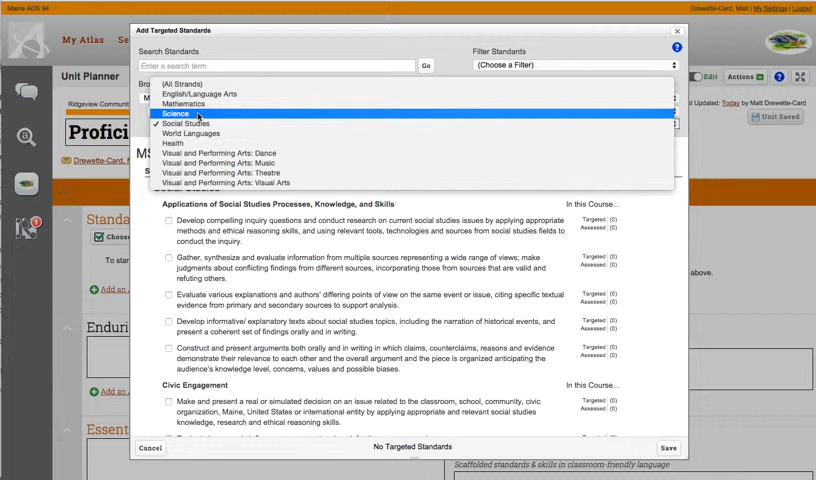 Maine AOS 94
Drewette-Card, Matt | My Settings | Logout
Add Targeted Standards
My Atlas
Se
Search Standards
Filter Standards
Enter a search term
Go
(Choose a Filter)
Unit Planner
Edit
Actions
Bro
(All Strands)
English/Language Arts
Mathematics
Science
Social Studies
World Languages
Health
Visual and Performing Arts: Dance
Visual and Performing Arts: Music
Visual and Performing Arts: Theatre
Visual and Performing Arts: Visual Arts
M
Ridgeview Communi
Updated: Today by Matt Drewette-Card
Unit Saved
Profici
Drewette-Card, Mat
MS
S
Applications of Social Studies Processes, Knowledge, and Skills
In this Course...
Develop compelling inquiry questions and conduct research on current social studies issues by applying appropriate
methods and ethical reasoning skills, and using relevant tools, technologies and sources from social studies fields to
conduct the inquiry.
Targeted (0)
Assessed (0)
Gather, synthesize and evaluate information from multiple sources representing a wide range of views; make
judgments about conflicting findings from different sources, incorporating those from sources that are valid and
refuting others.
Targeted (0)
Assessed (0)
Evaluate various explanations and authors' differing points of view on the same event or issue, citing specific textual
evidence from primary and secondary sources to support analysis.
Targeted (0)
Assessed (0)
Develop informative/ explanatory texts about social studies topics, including the narration of historical events, and
present a coherent set of findings orally and in writing.
Targeted (0)
Assessed (0)
Construct and present arguments both orally and in writing in which claims, counterclaims, reasons and evidence
demonstrate their relevance to each other and the overall argument and the piece is organized anticipating the
audience's knowledge level, concerns, values and possible biases.
Targeted (0)
Assessed (0)
Civic Engagement
In this Course...
Make and present a real or simulated decision on an issue related to the classroom, school, community, civic
organization, Maine, United States or international entity by applying appropriate and relevant social studies
knowledge, research and ethical reasoning skills.
Targeted (0)
Assessed (0)
Cancel
No Targeted Standards
Save
Standa
Choos
To star
above.
Add an
Enduri
Add an
Essent
Scaffolded standards & skills in classroom-friendly language
1